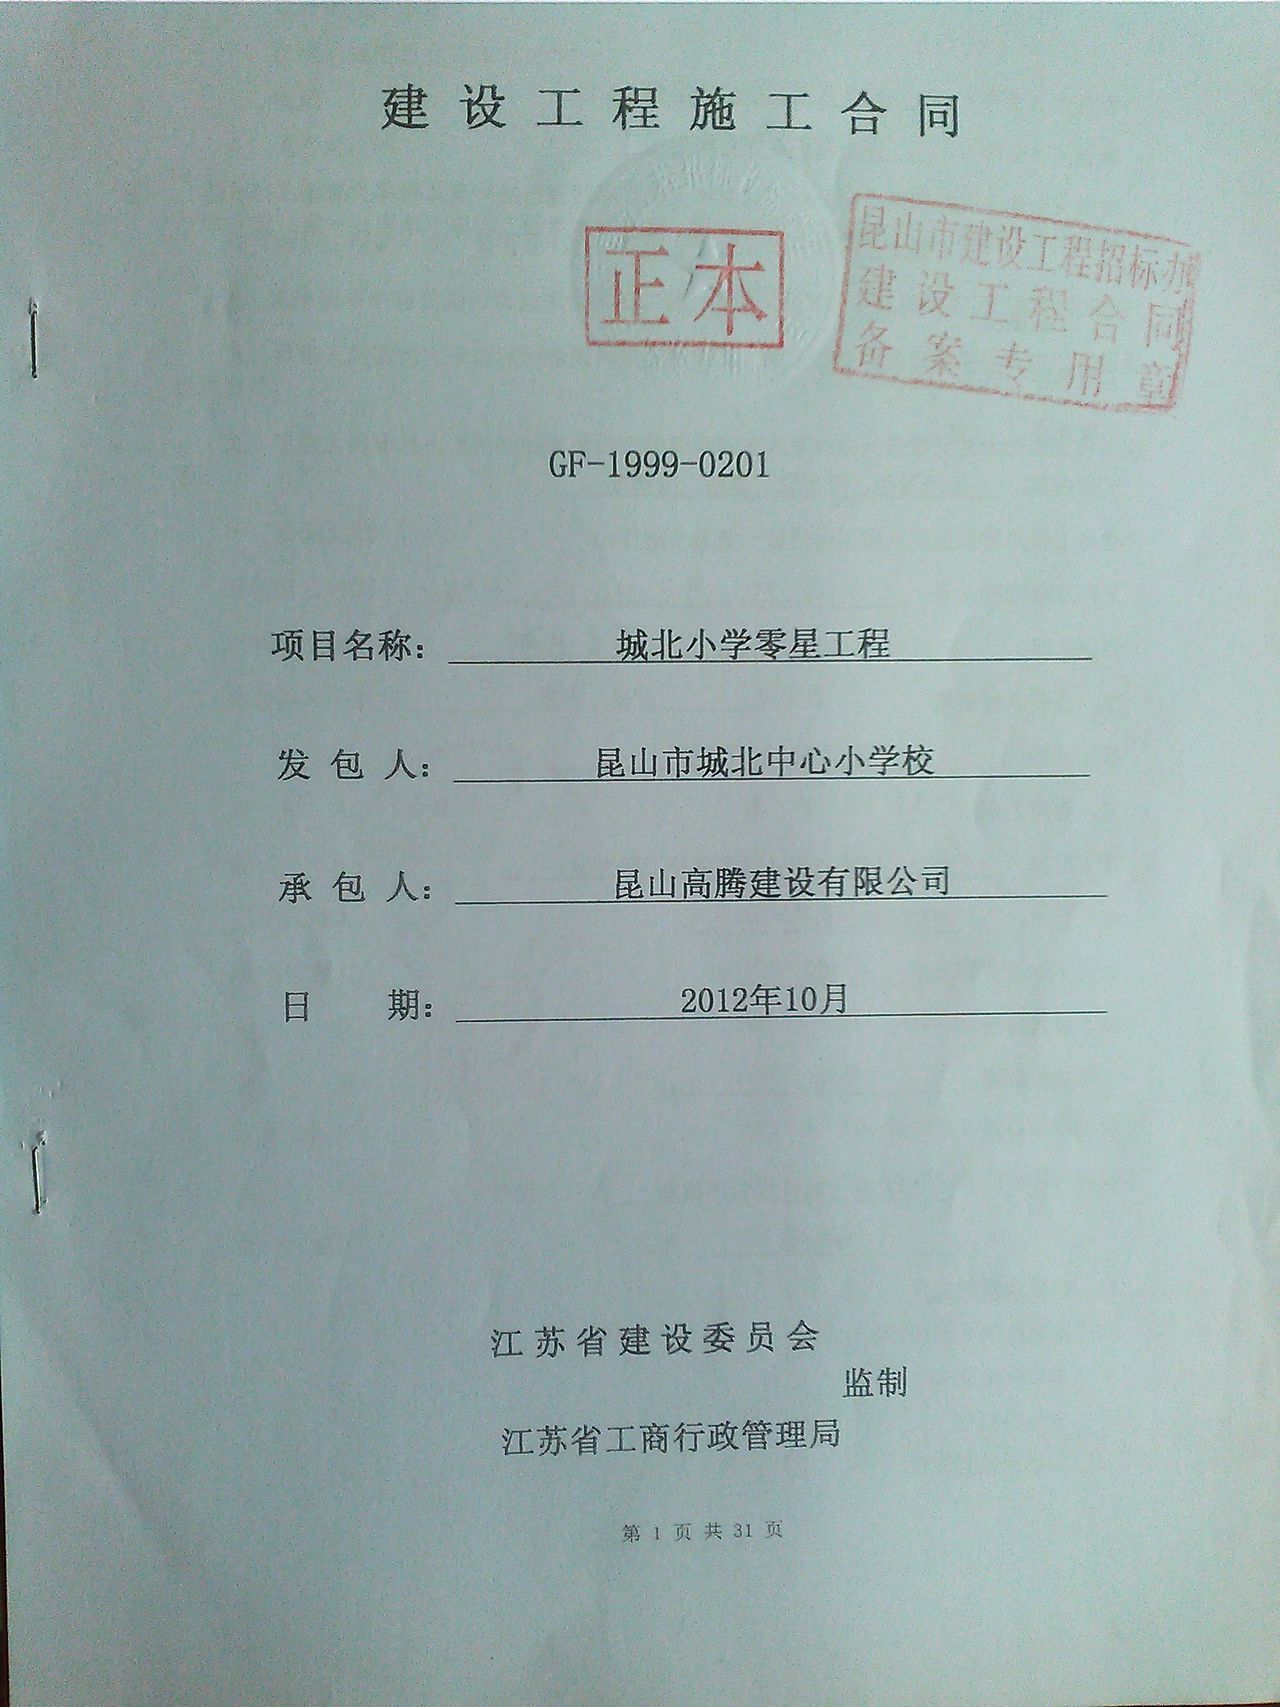 建设工程施工合同
正本
昆山市建设工程招标办
建设工程合同
备案专用章
GF-1999-0201
项目名称：城北小学零星工程
发包人：昆山市城北中心小学校
承包人：昆山高腾建设有限公司
日期：2012年10月
江苏省建设委员会
监制
江苏省工商行政管理局
第 1 页 共 31 页